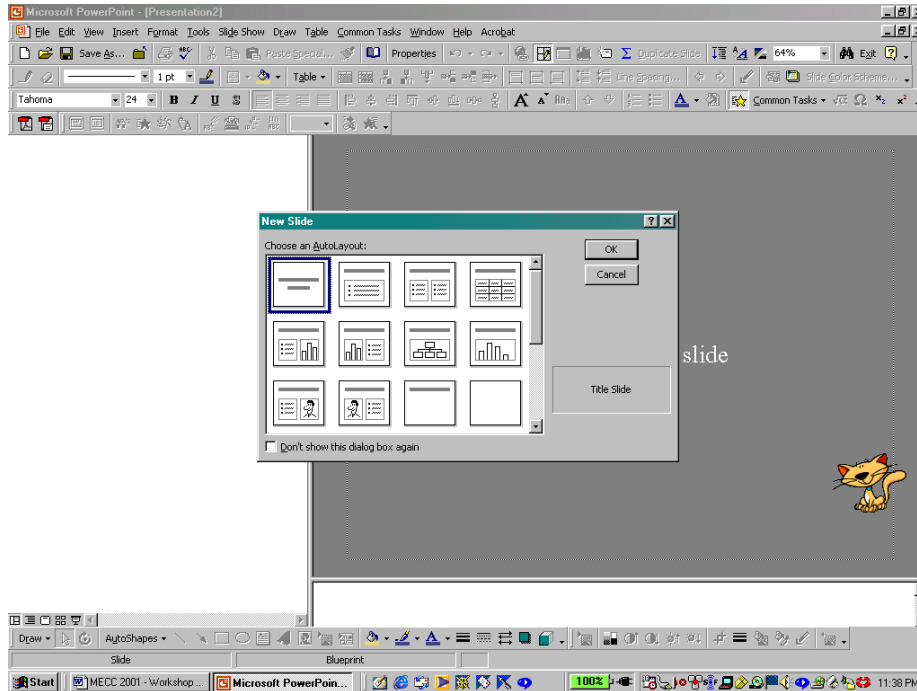 Microsoft PowerPoint - [Presentation2]
File Edit View Insert Format Tools Slide Show Draw Table Common Tasks Window Help Acrobat
Save As... Paste Special... Properties Duplicate Slide 64% Exit
1 pt Table Line Spacing... Slide Color Scheme...
Tahoma 24 B I U S A A Common Tasks
New Slide
Choose an AutoLayout:
OK
Cancel
slide
Title Slide
Don't show this dialog box again
Draw AutoShapes
Slide Blueprint
Start MECC 2001 - Workshop ... Microsoft PowerPoin... 100% 11:38 PM